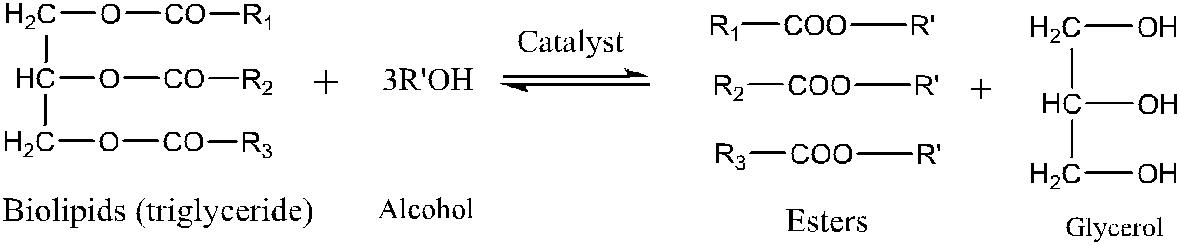 H₂C—O—CO—R₁
HC—O—CO—R₂
H₂C—O—CO—R₃
Biolipids (triglyceride)
+
3R'OH
Alcohol
Catalyst
R₁—COO—R'
R₂—COO—R'
R₃—COO—R'
Esters
+
H₂C—OH
HC—OH
H₂C—OH
Glycerol